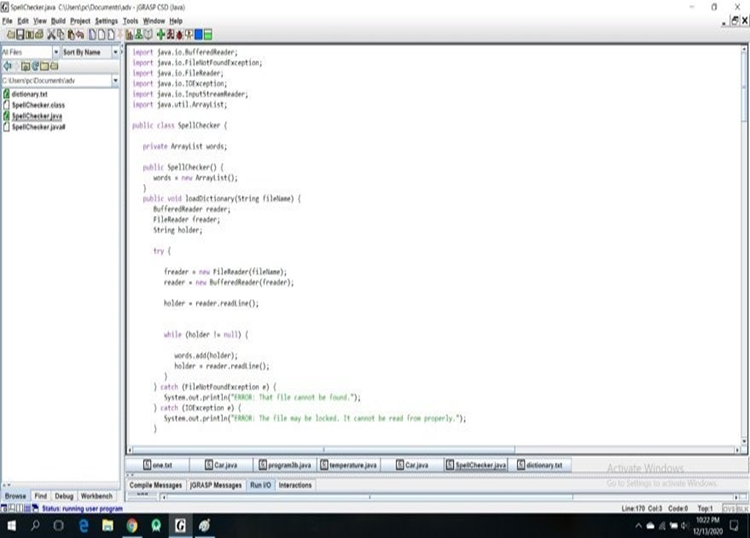 SpellChecker.java C:\Users\pc\Documents\adv - jGRASP CSD (Java)
File Edit View Build Project Settings Tools Window Help
All Files Sort By Name
C:\Users\pc\Documents\adv
dictionary.txt
SpellChecker.class
SpellChecker.java
SpellChecker.java#
import java.io.BufferedReader;
import java.io.FileNotFoundException;
import java.io.FileReader;
import java.io.IOException;
import java.io.InputStreamReader;
import java.util.ArrayList;
public class SpellChecker {
private ArrayList words;
public SpellChecker() {
words = new ArrayList();
}
public void loadDictionary(String fileName) {
BufferedReader reader;
FileReader freader;
String holder;
try {
freader = new FileReader(fileName);
reader = new BufferedReader(freader);
holder = reader.readLine();
while (holder != null) {
words.add(holder);
holder = reader.readLine();
}
} catch (FileNotFoundException e) {
System.out.println("ERROR: That file cannot be found.");
} catch (IOException e) {
System.out.println("ERROR: The file may be locked. It cannot be read from properly.");
}
one.txt Car.java program3b.java temperature.java Car.java SpellChecker.java dictionary.txt
Compile Messages jGRASP Messages Run I/O Interactions
Activate Windows
Go to Settings to activate Windows.
Browse Find Debug Workbench
Status: running user program
Line:170 Col:3 Code:0 Top:1 OVS BLK
10:22 PM
12/13/2020